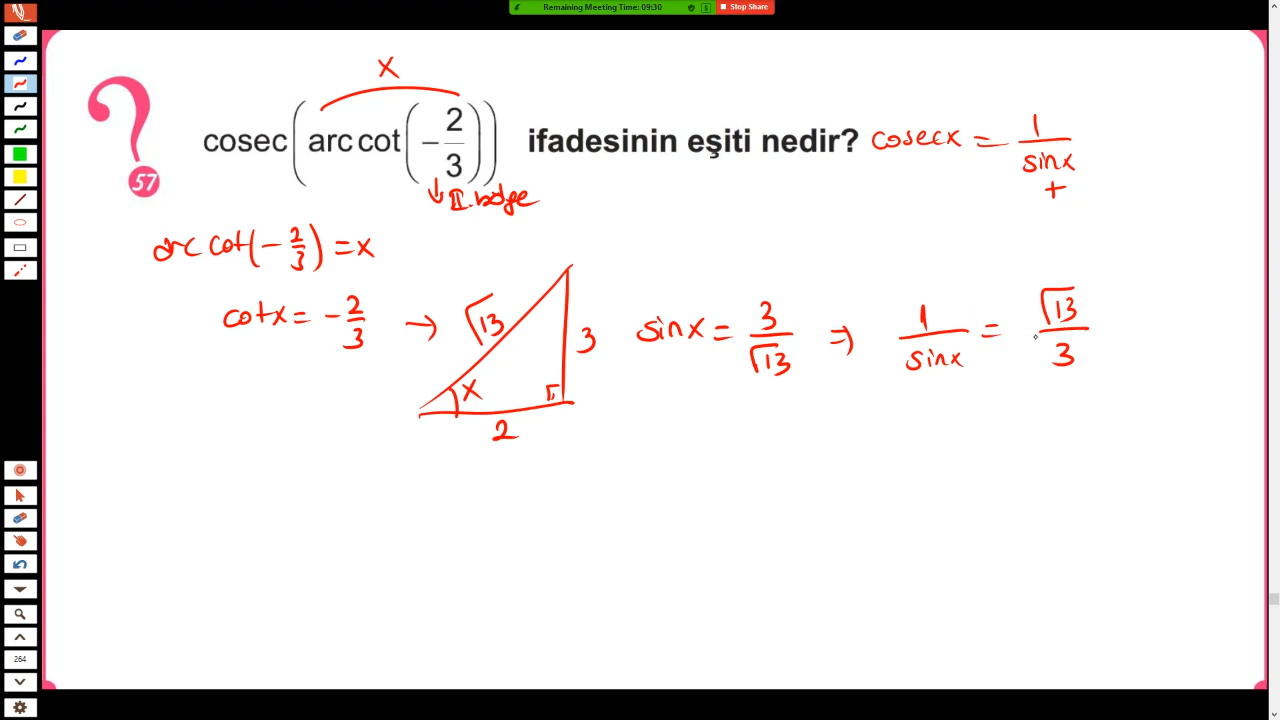 Remaining Meeting Time: 09:30 Stop Share
x
cosec(arc cot(-2/3)) ifadesinin eşiti nedir? cosecx = 1/sinx
+
57
↓ II. bölge
arc cot(-2/3) = x
cotx = -2/3 → √13 3 x 2
sinx = 3/√13 ⇒ 1/sinx = √13/3
264